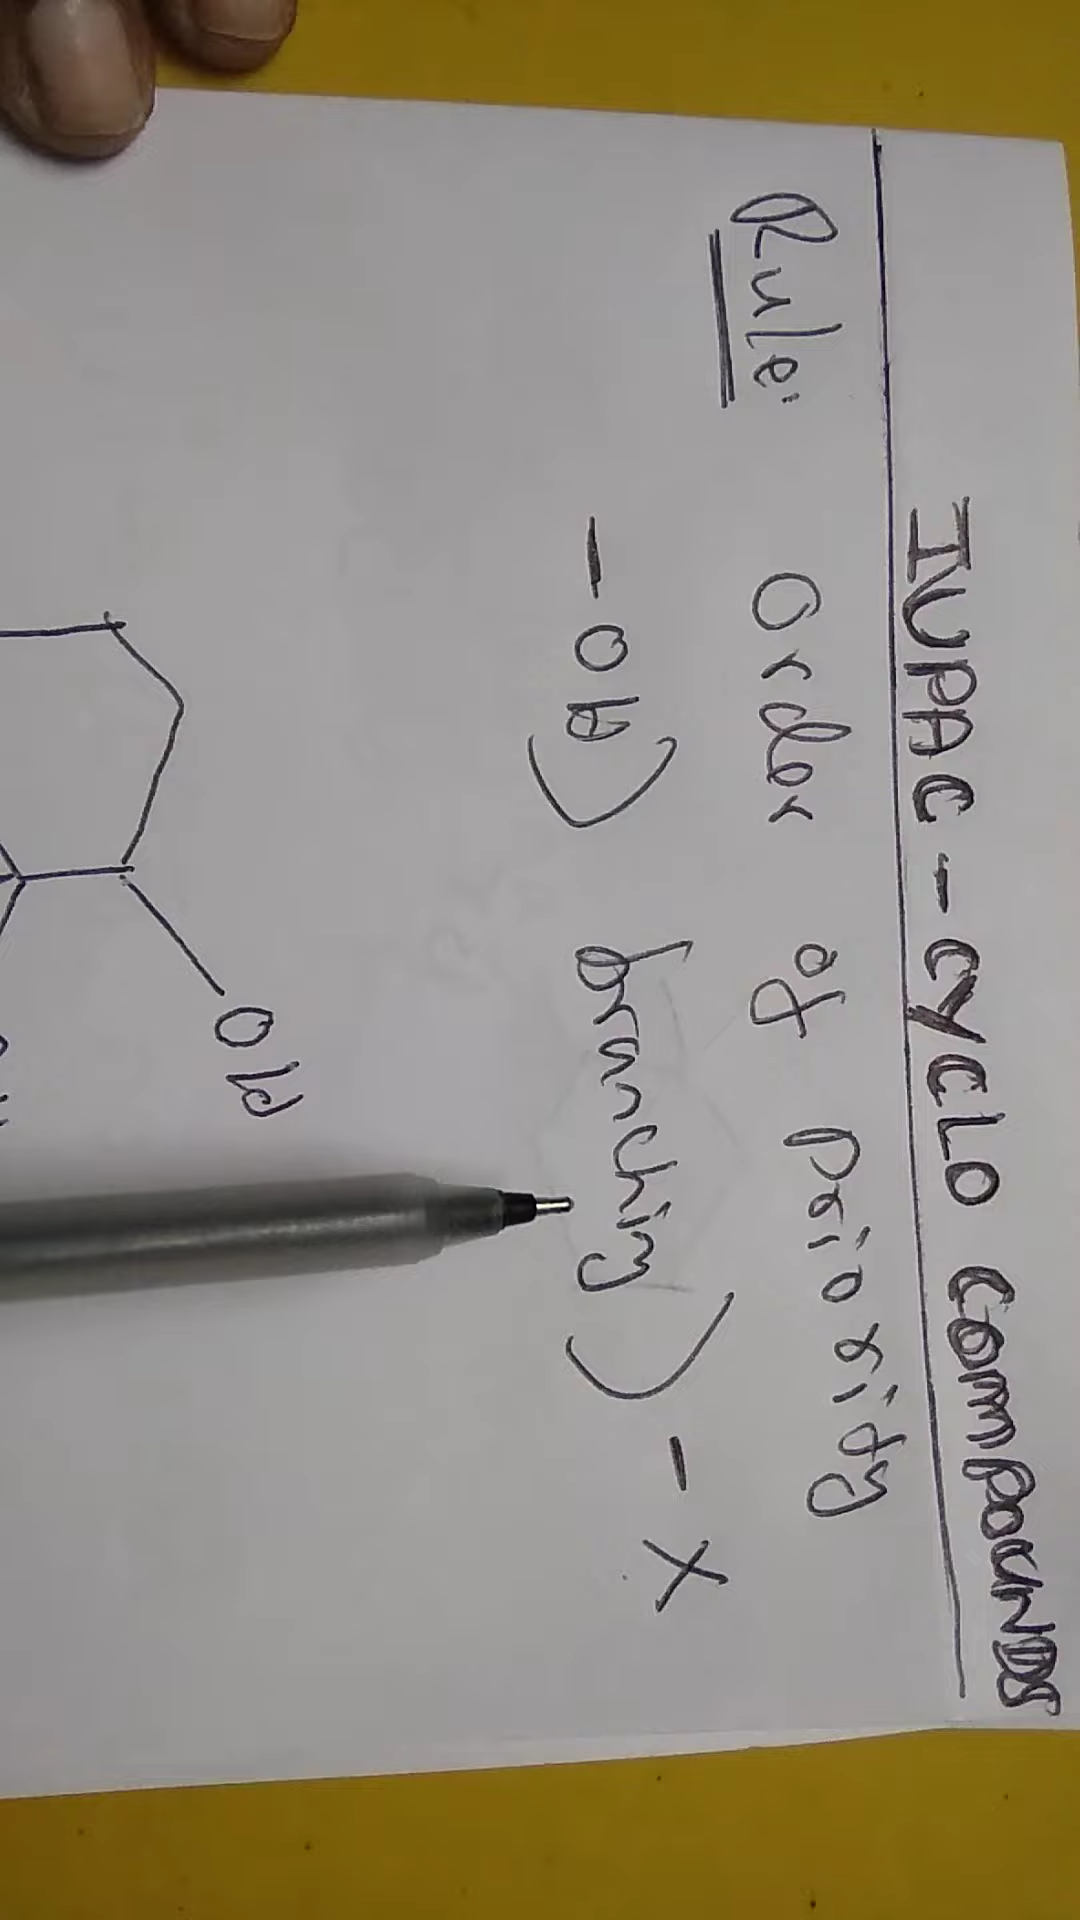 IUPAC - CYCLO COMPOUNDS
Rule: Order of priority
- OH > branching > - X
OH